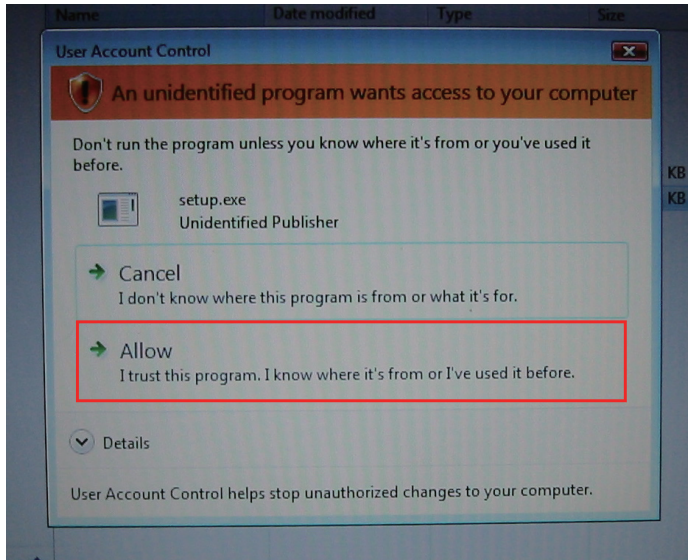 Name Date modified Type Size
User Account Control
An unidentified program wants access to your computer
Don't run the program unless you know where it's from or you've used it
before.
KB
setup.exe
KB
Unidentified Publisher
Cancel
I don't know where this program is from or what it's for.
Allow
I trust this program. I know where it's from or I've used it before.
Details
User Account Control helps stop unauthorized changes to your computer.